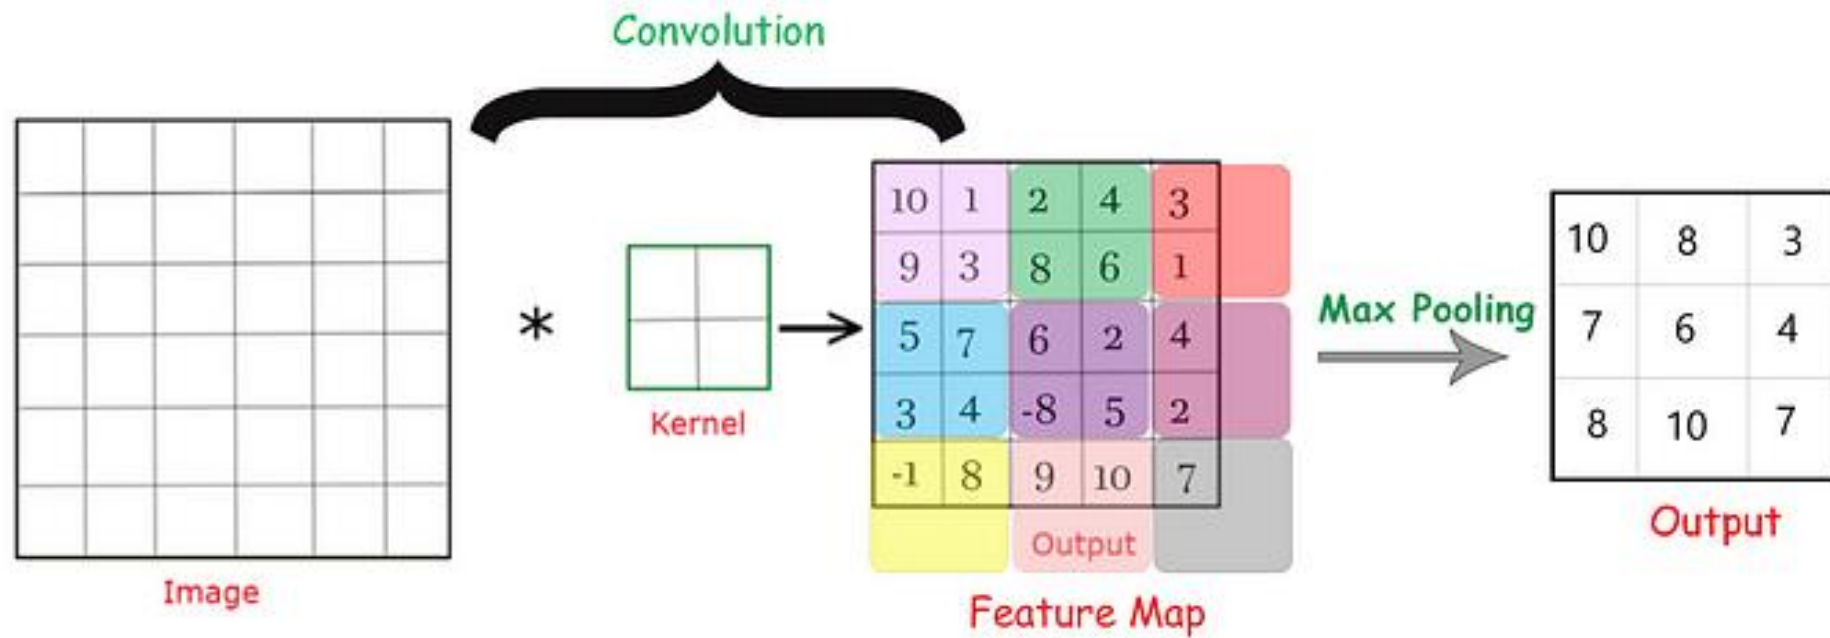 Convolution
Image
*
Kernel
10 1 2 4 3
9 3 8 6 1
5 7 6 2 4
3 4 -8 5 2
-1 8 9 10 7
Output
Feature Map
Max Pooling
10 8 3
7 6 4
8 10 7
Output